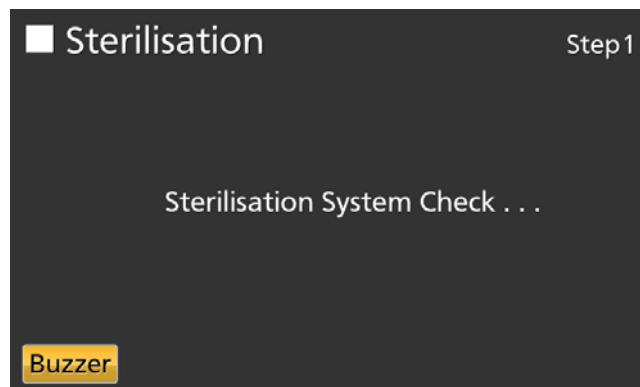 Sterilisation
Step1
Sterilisation System Check . . .
Buzzer